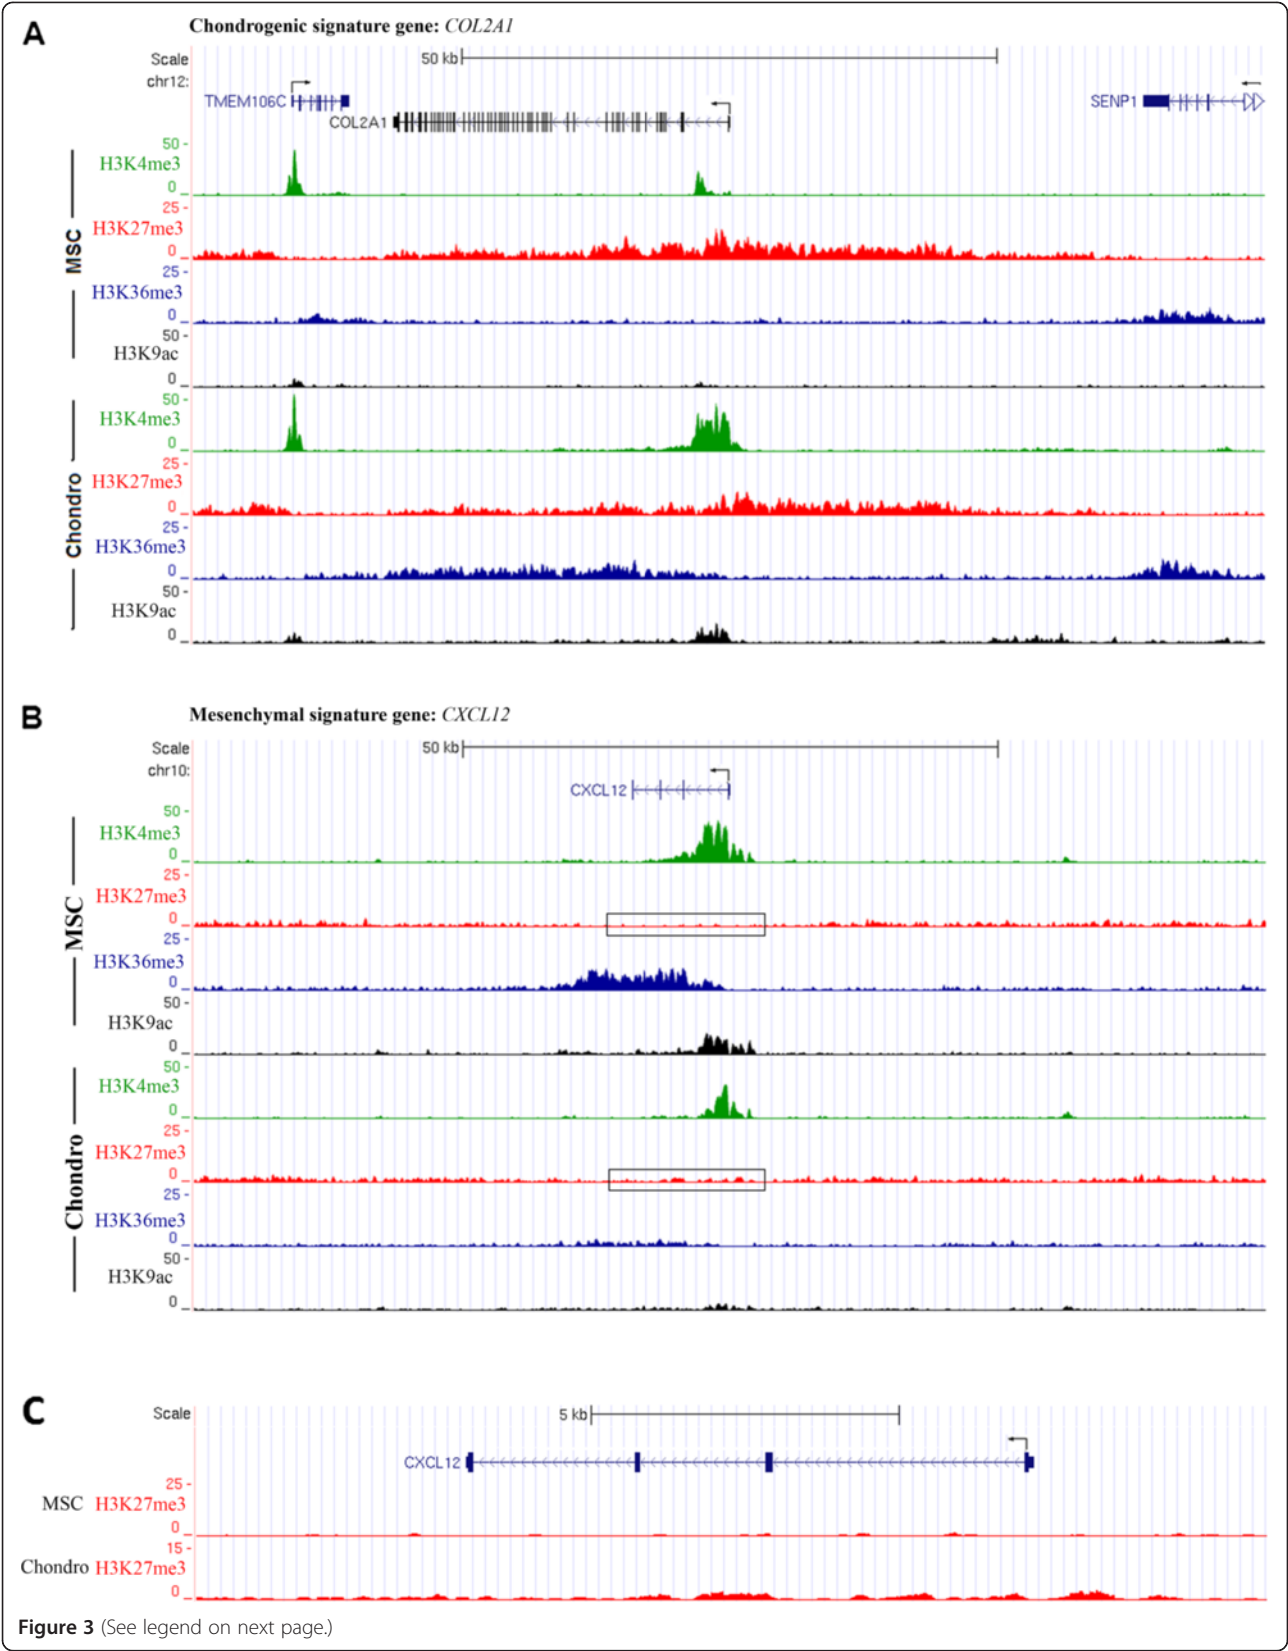 A
Chondrogenic signature gene: COL2A1
Scale 50 kb
chr12:
TMEM106C SENP1
COL2A1
MSC
50
H3K4me3
0
25
H3K27me3
0
25
H3K36me3
0
50
H3K9ac
0
Chondro
50
H3K4me3
0
25
H3K27me3
0
25
H3K36me3
0
50
H3K9ac
0
B
Mesenchymal signature gene: CXCL12
Scale 50 kb
chr10:
CXCL12
MSC
50
H3K4me3
0
25
H3K27me3
0
25
H3K36me3
0
50
H3K9ac
0
Chondro
50
H3K4me3
0
25
H3K27me3
0
25
H3K36me3
0
50
H3K9ac
0
C
Scale 5 kb
CXCL12
25
MSC H3K27me3
0
15
Chondro H3K27me3
0
Figure 3 (See legend on next page.)